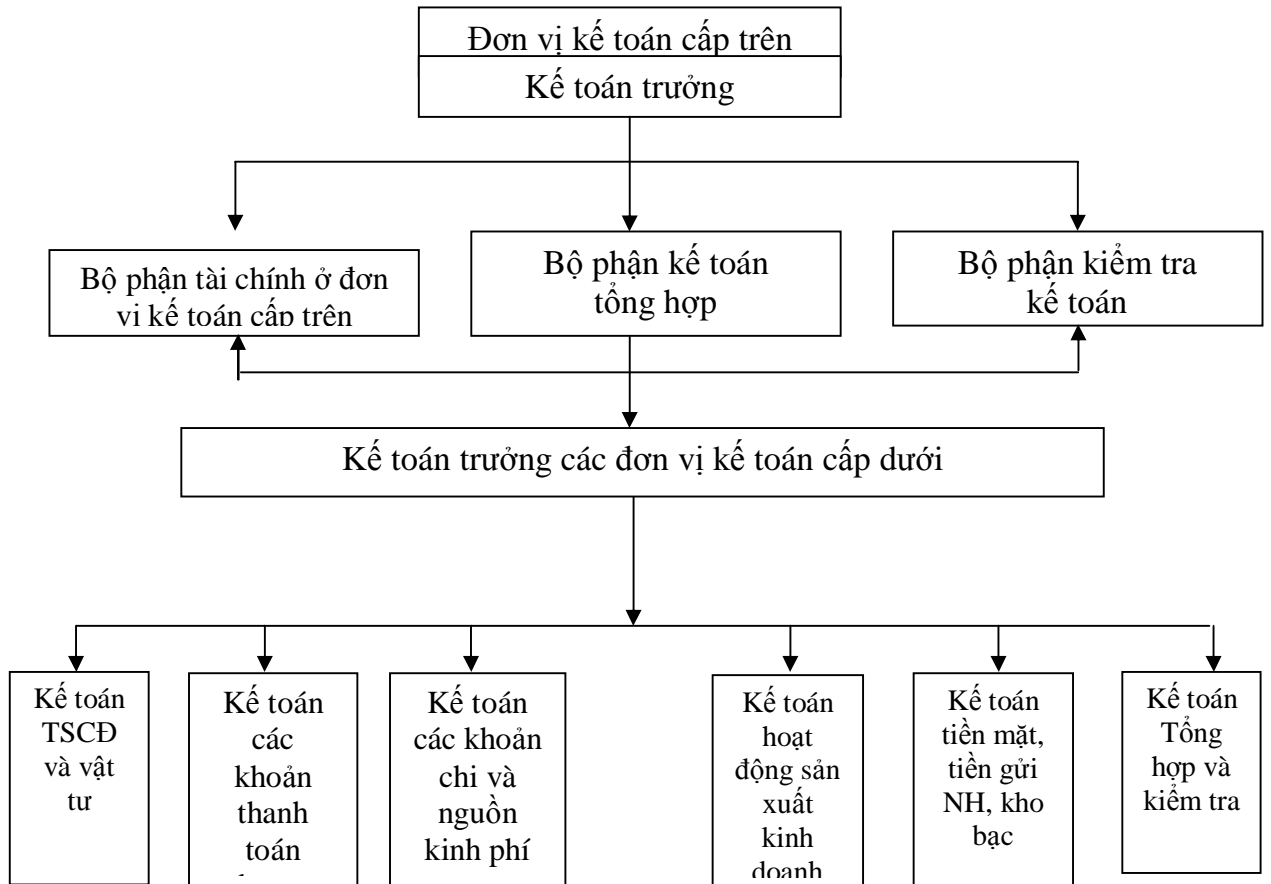 Đơn vị kế toán cấp trên
Kế toán trưởng
Bộ phận tài chính ở đơn
vị kế toán cấp trên
Bộ phận kế toán
tổng hợp
Bộ phận kiểm tra
kế toán
Kế toán trưởng các đơn vị kế toán cấp dưới
Kế toán
TSCĐ
và vật
tư
Kế toán
các
khoản
thanh
toán
Kế toán
các khoản
chi và
nguồn
kinh phí
Kế toán
hoạt
động sản
xuất
kinh
doanh
Kế toán
tiền mặt,
tiền gửi
NH, kho
bạc
Kế toán
Tổng
hợp và
kiểm tra